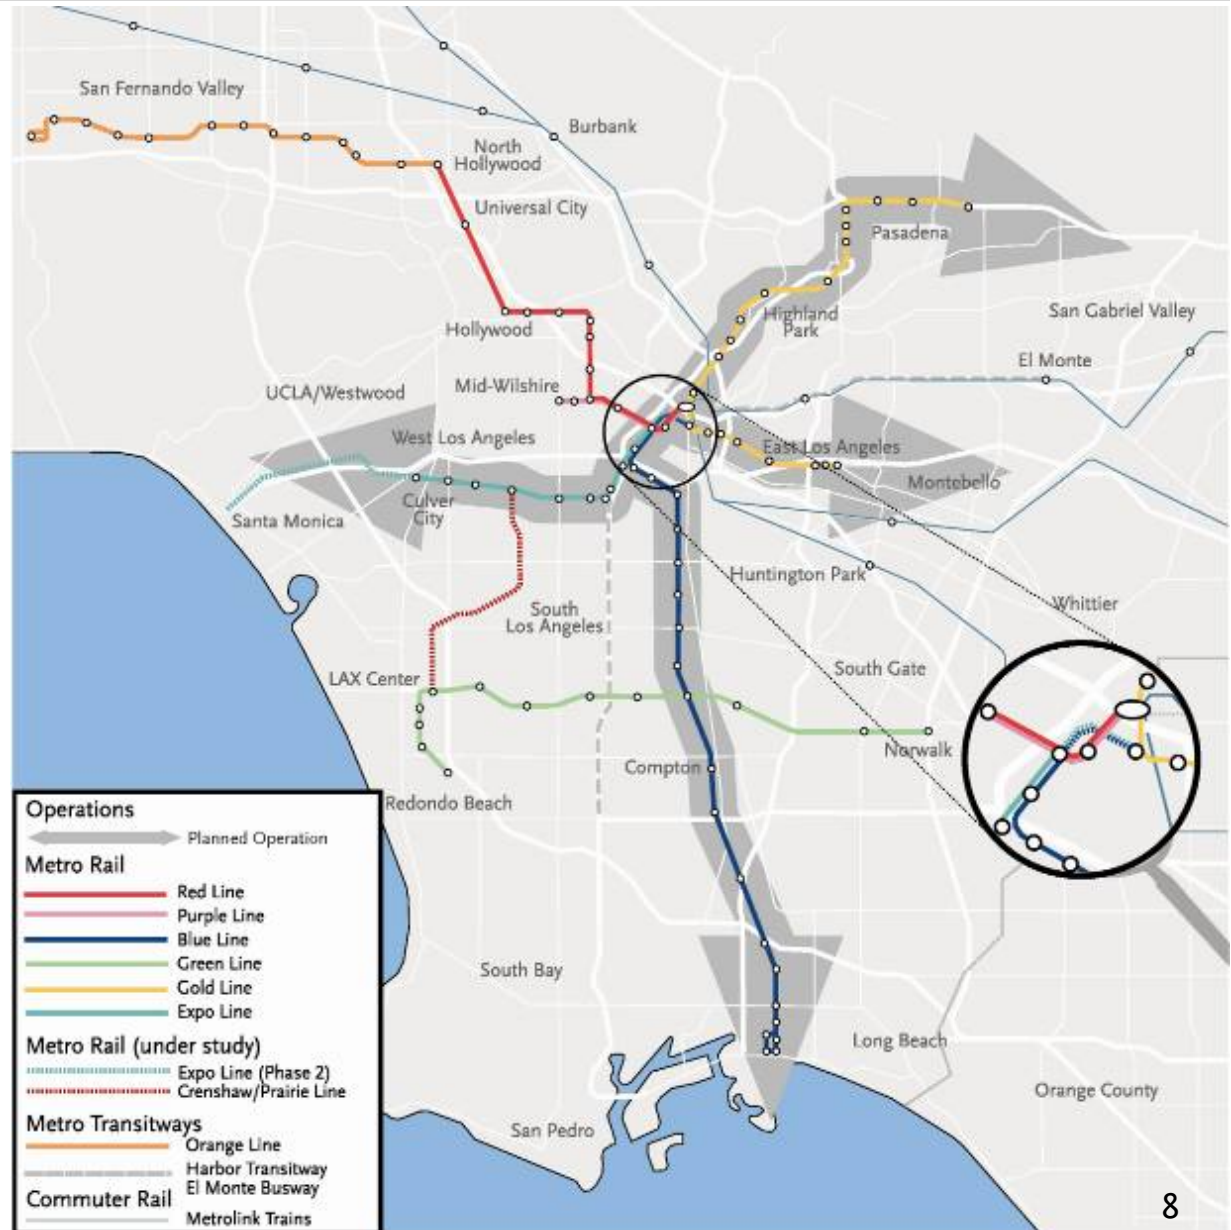 San Fernando Valley
Burbank
North
Hollywood
Universal City
Pasadena
Highland
Park
San Gabriel Valley
Hollywood
El Monte
Mid-Wilshire
UCLA/Westwood
West Los Angeles
East Los Angeles
Montebello
Culver
City
Santa Monica
Huntington Park
Whittier
South
Los Angeles
South Gate
LAX Center
Norwalk
Compton
Redondo Beach
South Bay
Long Beach
Orange County
San Pedro
Operations
Planned Operation
Metro Rail
Red Line
Purple Line
Blue Line
Green Line
Gold Line
Expo Line
Metro Rail (under study)
Expo Line (Phase 2)
Crenshaw/Prairie Line
Metro Transitways
Orange Line
Harbor Transitway
El Monte Busway
Commuter Rail
Metrolink Trains
8